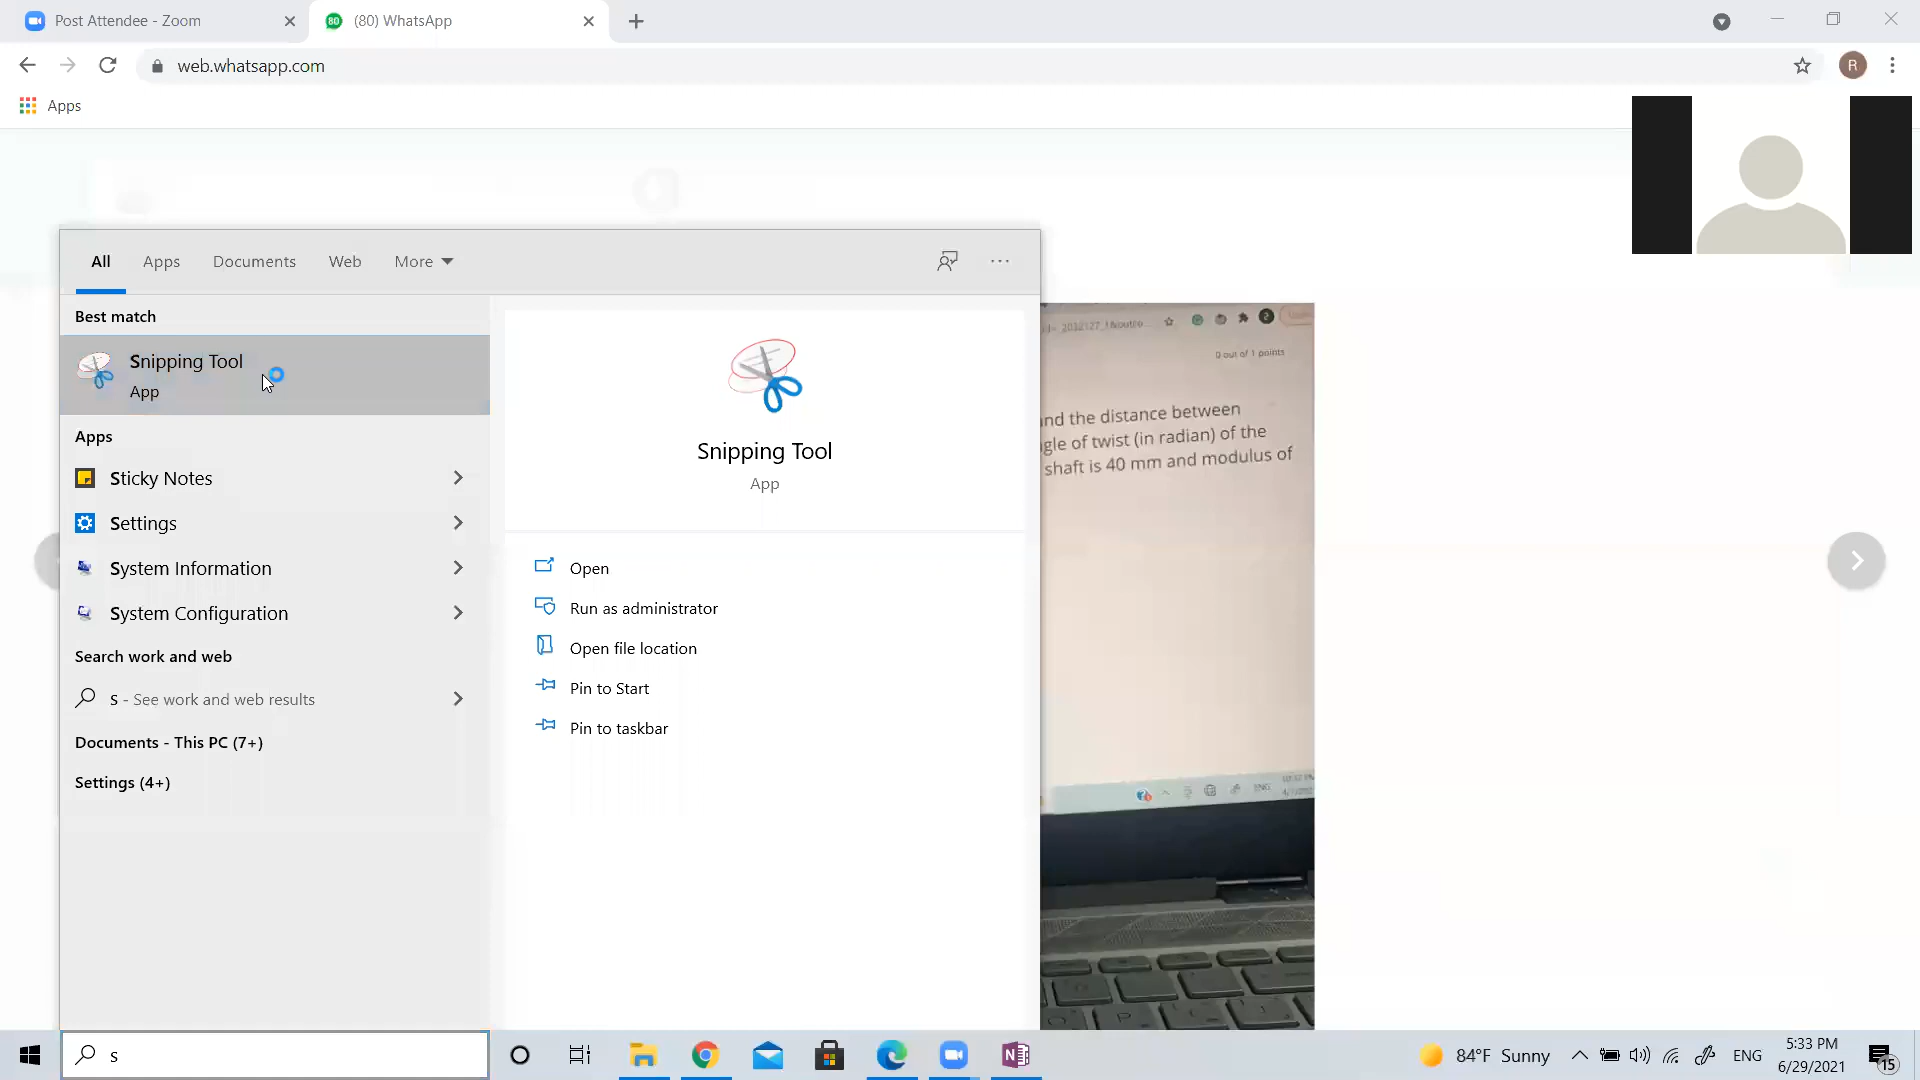 Post Attendee - Zoom
80 (80) WhatsApp
web.whatsapp.com
R
Apps
All Apps Documents Web More
Best match
Snipping Tool
App
Apps
Sticky Notes
Settings
System Information
System Configuration
Search work and web
s - See work and web results
Documents - This PC (7+)
Settings (4+)
Snipping Tool
App
Open
Run as administrator
Open file location
Pin to Start
Pin to taskbar
0 out of 1 points
and the distance between
gle of twist (in radian) of the
shaft is 40 mm and modulus of
ENG
s
84°F Sunny
ENG
5:33 PM
6/29/2021
15